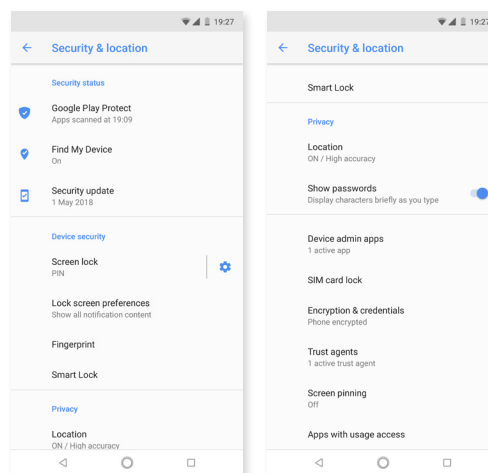 19:27
Security & location
Security status
Google Play Protect
Apps scanned at 19:09
Find My Device
On
Security update
1 May 2018
Device security
Screen lock
PIN
Lock screen preferences
Show all notification content
Fingerprint
Smart Lock
Privacy
Location
ON / High accuracy
19:27
Security & location
Smart Lock
Privacy
Location
ON / High accuracy
Show passwords
Display characters briefly as you type
Device admin apps
1 active app
SIM card lock
Encryption & credentials
Phone encrypted
Trust agents
1 active trust agent
Screen pinning
Off
Apps with usage access